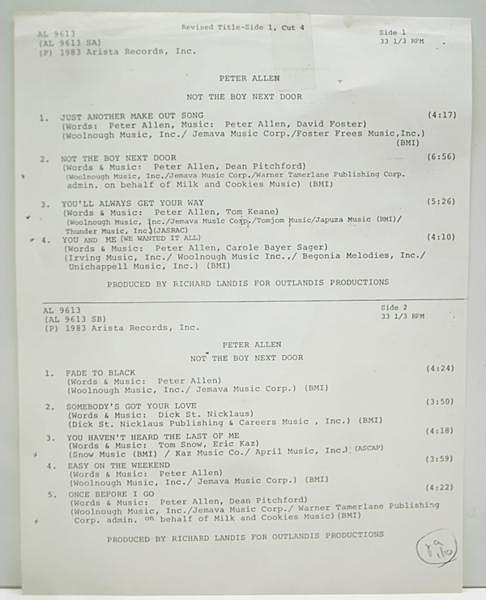 Revised Title-Side 1, Cut 4
AL 9613
(AL 9613 SA)
(P) 1983 Arista Records, Inc.
Side 1
33 1/3 RPM
PETER ALLEN
NOT THE BOY NEXT DOOR
1. JUST ANOTHER MAKE OUT SONG (4:17)
(Words: Peter Allen, Music: Peter Allen, David Foster)
(Woolnough Music, Inc./ Jemava Music Corp./Foster Frees Music,Inc.)
(BMI)
2. NOT THE BOY NEXT DOOR (6:56)
(Words & Music: Peter Allen, Dean Pitchford)
(Woolnough Music, Inc./Jemava Music Corp./Warner Tamerlane Publishing Corp.
admin. on behalf of Milk and Cookies Music) (BMI)
3. YOU'LL ALWAYS GET YOUR WAY (5:26)
(Words & Music: Peter Allen, Tom Keane)
(Woolnough Music, Inc./Jemava Music Corp./Tomjom Music/Japuza Music (BMI)/
Thunder Music, Inc.)(JASRAC)
4. YOU AND ME (WE WANTED IT ALL) (4:10)
(Words & Music: Peter Allen, Carole Bayer Sager)
(Irving Music, Inc./ Woolnough Music Inc.,/ Begonia Melodies, Inc./
Unichappell Music, Inc.) (BMI)
PRODUCED BY RICHARD LANDIS FOR OUTLANDIS PRODUCTIONS
AL 9613
(AL 9613 SB)
(P) 1983 Arista Records, Inc.
Side 2
33 1/3 RPM
PETER ALLEN
NOT THE BOY NEXT DOOR
1. FADE TO BLACK (4:24)
(Words & Music: Peter Allen)
(Woolnough Music, Inc./ Jemava Music Corp.) (BMI)
2. SOMEBODY'S GOT YOUR LOVE (3:50)
(Words & Music: Dick St. Nicklaus)
(Dick St. Nicklaus Publishing & Careers Music , Inc.) (BMI)
3. YOU HAVEN'T HEARD THE LAST OF ME (4:18)
(Words & Music: Tom Snow, Eric Kaz)
(Snow Music (BMI) / Kaz Music Co./ April Music, Inc.) (ASCAP)
4. EASY ON THE WEEKEND (3:59)
(Words & Music: Peter Allen)
(Woolnough Music, Inc./ Jemava Music Corp.) (BMI)
5. ONCE BEFORE I GO (4:22)
(Words & Music: Peter Allen, Dean Pitchford)
(Woolnough Music, Inc./Jemava Music Corp./ Warner Tamerlane Publishing
Corp. admin. on behalf of Milk and Cookies Music)(BMI)
PRODUCED BY RICHARD LANDIS FOR OUTLANDIS PRODUCTIONS